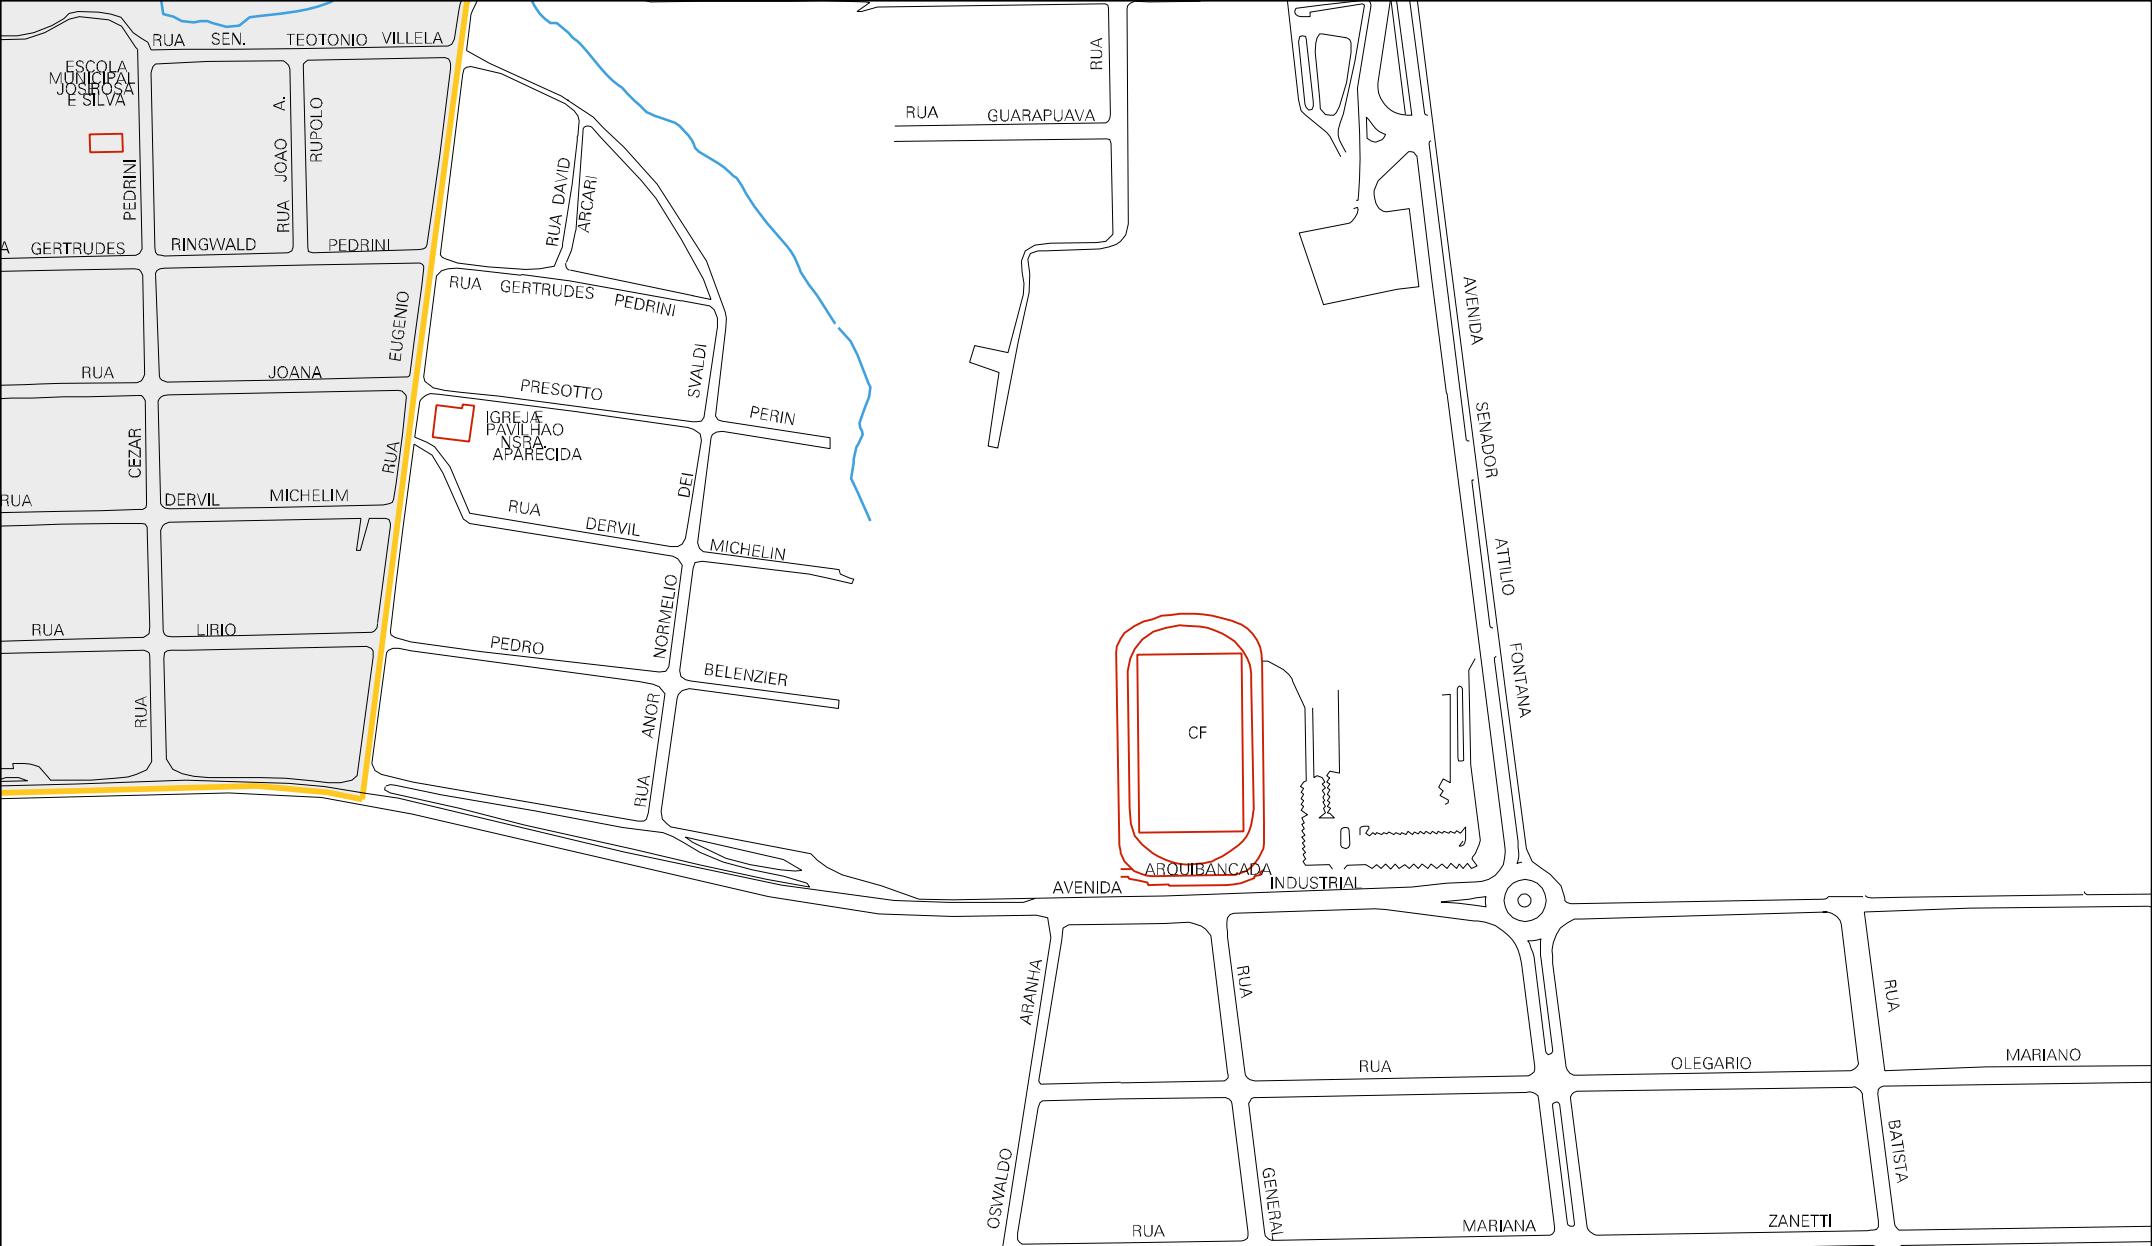 RUA SEN. TEOTONIO VILLELA
ESCOLA
MUNICIPAL
E SILVA
PEDRINI
RUA JOAO A.
RUPOLO
GERTRUDES RINGWALD PEDRINI
RUA DAVID
ARCARI
RUA GUARAPUAVA
RUA
RUA GERTRUDES PEDRINI
EUGENIO
RUA JOANA
PRESOTTO
PERIN
SVALDI
IGREJA
PAVILHAO
NSRA.
APARECIDA
CEZAR
RUA
DEI
RUA DERVIL MICHELIM
RUA DERVIL MICHELIN
NORMELIO
RUA LIRIO
PEDRO BELENZIER
RUA
ANOR
RUA
AVENIDA SENADOR ATTILIO FONTANA
CF
ARQUIBANCADA
AVENIDA INDUSTRIAL
ARANHA
RUA
RUA
RUA OLEGARIO MARIANO
OSWALDO
GENERAL
BATISTA
RUA MARIANA ZANETTI